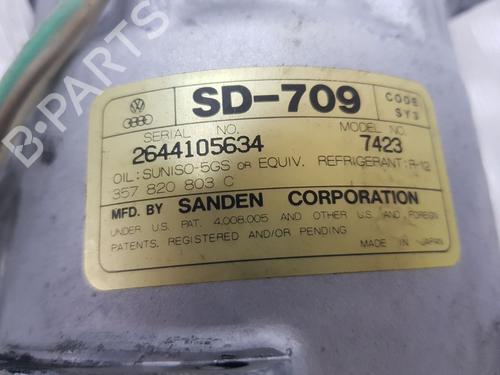 SD-709
CODE
SY3
SERIAL NO.
MODEL NO.
2644105634
7423
OIL: SUNISO-5GS OR EQUIV. REFRIGERANT: R-12
357 820 803 C
MFD. BY SANDEN CORPORATION
UNDER U.S. PAT. 4,008,005 AND OTHER U.S. AND FOREIGN
PATENTS, REGISTERED AND/OR PENDING
MADE IN JAPAN
B-PARTS